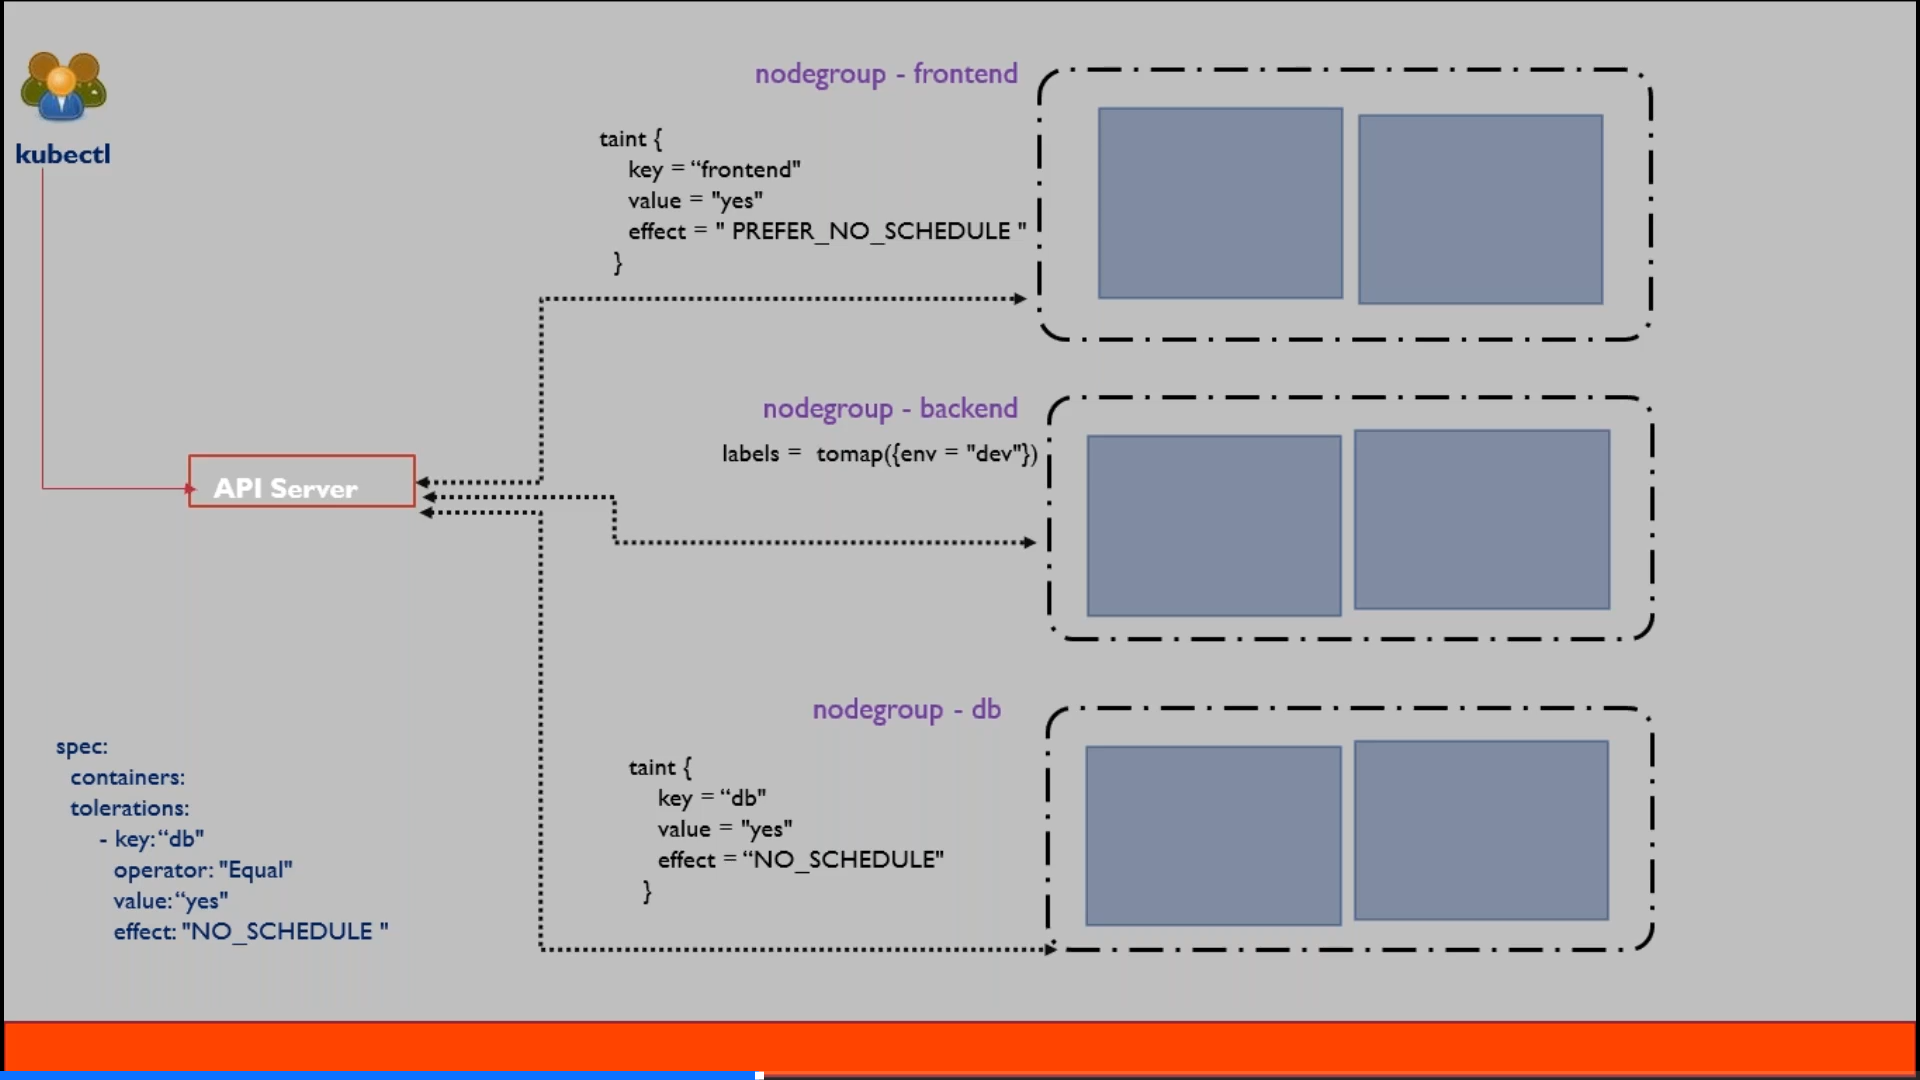 kubectl
API Server
nodegroup - frontend
taint {
key = “frontend"
value = "yes"
effect = " PREFER_NO_SCHEDULE "
}
nodegroup - backend
labels = tomap({env = "dev"})
nodegroup - db
taint {
key = “db"
value = "yes"
effect = “NO_SCHEDULE"
}
spec:
containers:
tolerations:
- key: “db"
operator: "Equal"
value: “yes"
effect: "NO_SCHEDULE "